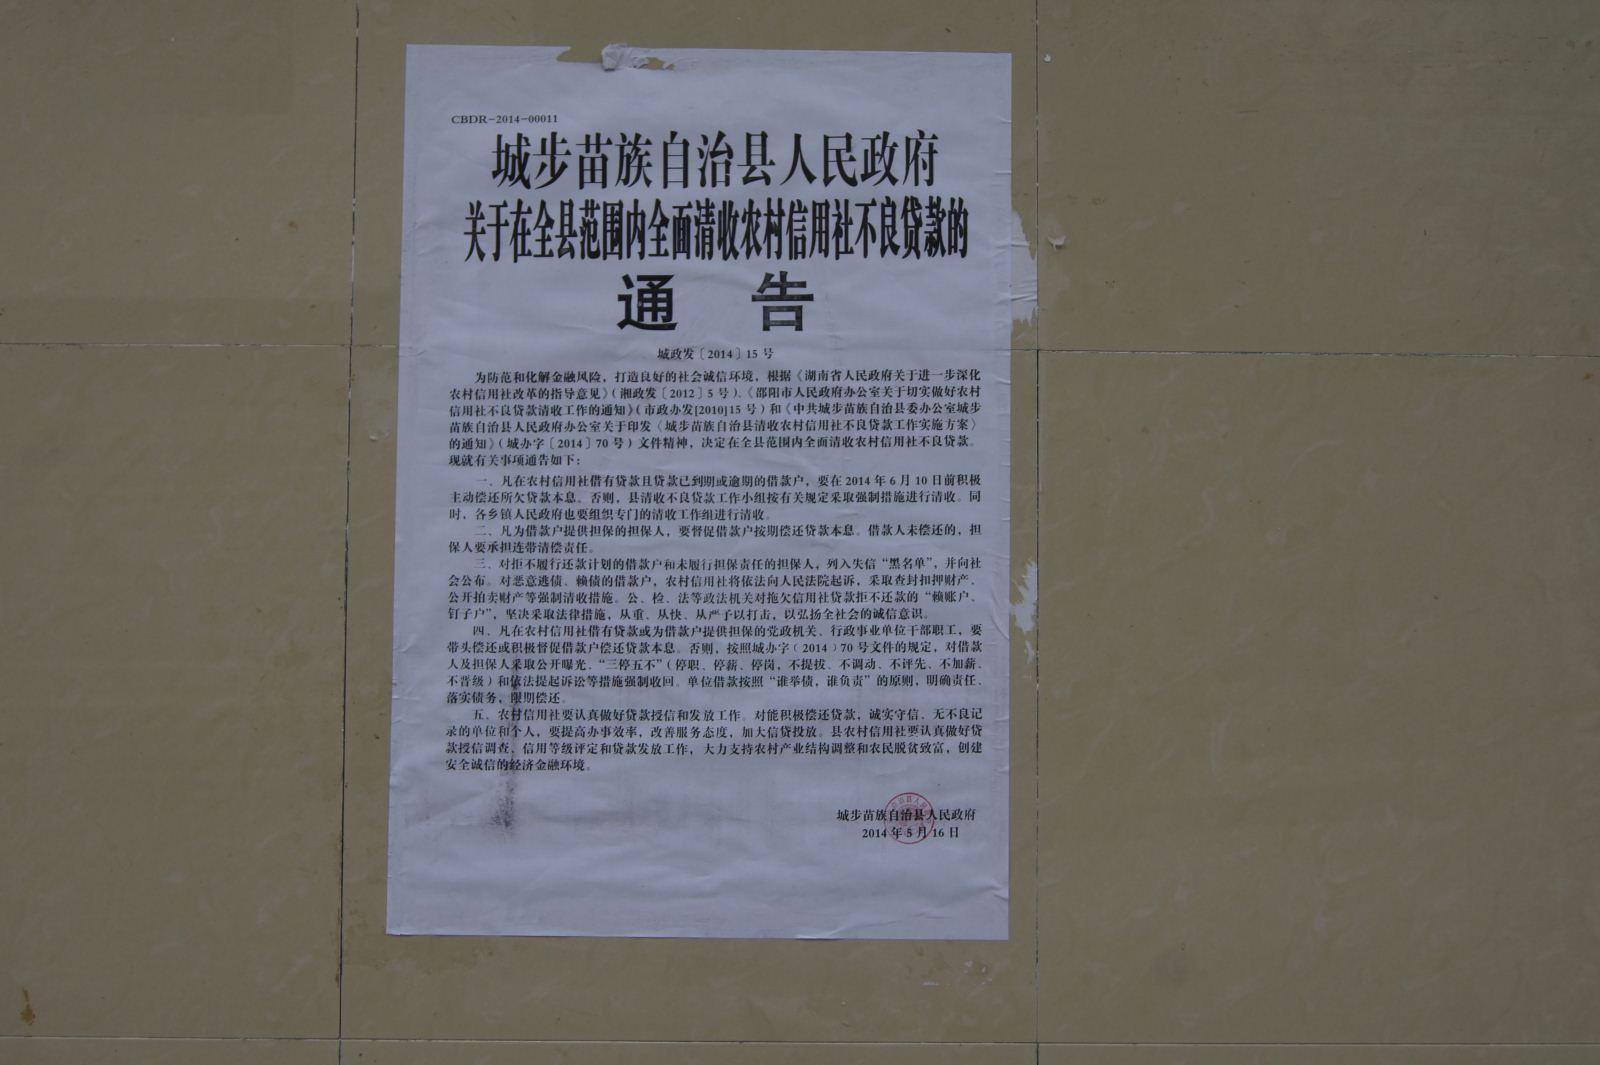 CBDR-2014-00011
城步苗族自治县人民政府
关于在全县范围内全面清收农村信用社不良贷款的
通 告
城政发〔2014〕15 号
为防范和化解金融风险，打造良好的社会诚信环境，根据《湖南省人民政府关于进一步深化
农村信用社改革的指导意见》（湘政发〔2012〕5 号）、《邵阳市人民政府办公室关于切实做好农村
信用社不良贷款清收工作的通知》（市政办发[2010]15 号）和《中共城步苗族自治县委办公室城步
苗族自治县人民政府办公室关于印发〈城步苗族自治县清收农村信用社不良贷款工作实施方案〉
的通知》（城办字〔2014〕70 号）文件精神，决定在全县范围内全面清收农村信用社不良贷款。
现就有关事项通告如下：
一、凡在农村信用社借有贷款且贷款已到期或逾期的借款户，要在 2014 年 6 月 10 日前积极
主动偿还所欠贷款本息。否则，县清收不良贷款工作小组按有关规定采取强制措施进行清收。同
时，各乡镇人民政府也要组织专门的清收工作组进行清收。
二、凡为借款户提供担保的担保人，要督促借款户按期偿还贷款本息。借款人未偿还的，担
保人要承担连带清偿责任。
三、对拒不履行还款计划的借款户和未履行担保责任的担保人，列入失信“黑名单”，并向社
会公布。对恶意逃债、赖债的借款户，农村信用社将依法向人民法院起诉，采取查封扣押财产、
公开拍卖财产等强制清收措施。公、检、法等政法机关对拖欠信用社贷款拒不还款的“赖账户、
钉子户”，坚决采取法律措施，从重、从快、从严予以打击，以弘扬全社会的诚信意识。
四、凡在农村信用社借有贷款或为借款户提供担保的党政机关、行政事业单位干部职工，要
带头偿还或积极督促借款户偿还贷款本息。否则，按照城办字〔2014〕70 号文件的规定，对借款
人及担保人采取公开曝光、“三停五不”（停职、停薪、停岗，不提拔、不调动、不评先、不加薪、
不晋级）和依法提起诉讼等措施强制收回。单位借款按照“谁举债，谁负责”的原则，明确责任、
落实债务，限期偿还。
五、农村信用社要认真做好贷款授信和发放工作。对能积极偿还贷款，诚实守信、无不良记
录的单位和个人，要提高办事效率，改善服务态度，加大信贷投放。县农村信用社要认真做好贷
款授信调查、信用等级评定和贷款发放工作，大力支持农村产业结构调整和农民脱贫致富，创建
安全诚信的经济金融环境。
城步苗族自治县人民政府
2014 年 5 月 16 日